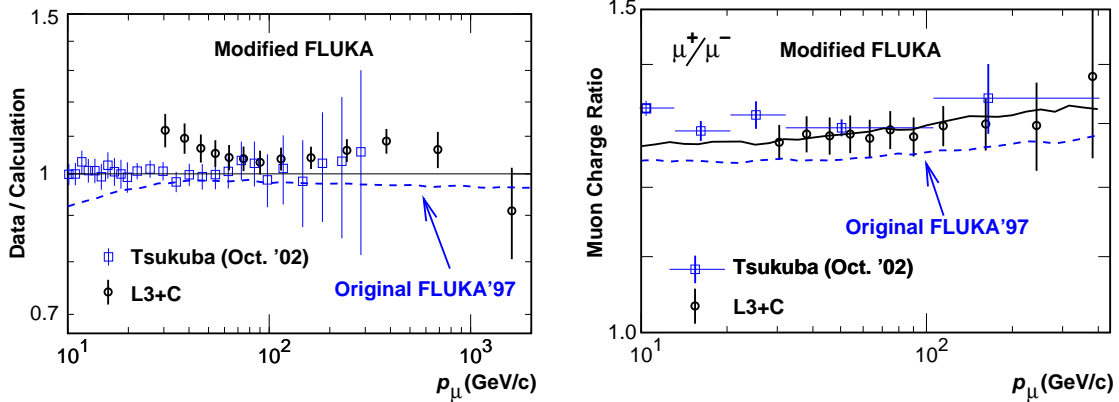 1.5
Modified FLUKA
Data / Calculation
1
Original FLUKA'97
Tsukuba (Oct. '02)
L3+C
0.7
10¹ 10² 10³
pμ (GeV/c)
1.5
μ⁺/μ⁻ Modified FLUKA
Muon Charge Ratio
Original FLUKA'97
Tsukuba (Oct. '02)
L3+C
1.0
10¹ 10²
pμ (GeV/c)